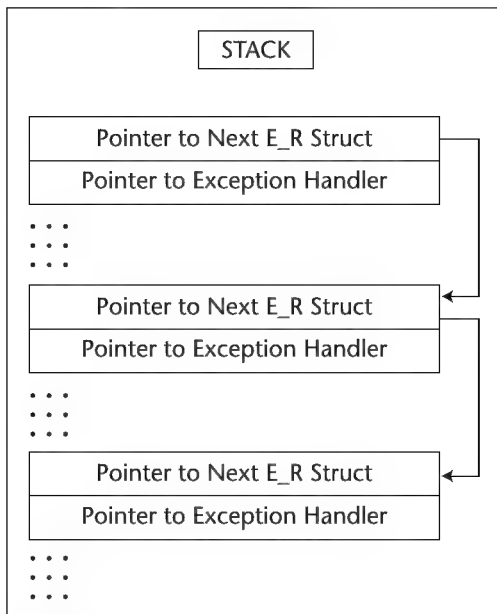 STACK
Pointer to Next E_R Struct
Pointer to Exception Handler
Pointer to Next E_R Struct
Pointer to Exception Handler
Pointer to Next E_R Struct
Pointer to Exception Handler